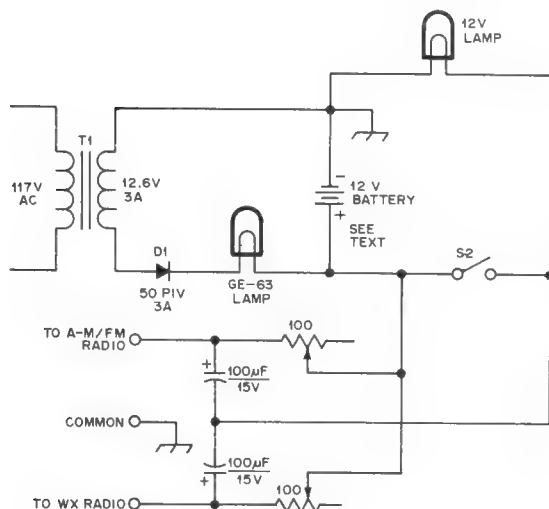 12V
LAMP
T1
117V
AC
12.6V
3A
-
12 V
BATTERY
+
SEE
TEXT
D1
50 PIV
3A
GE-63
LAMP
S2
TO A-M/FM
RADIO
100
+
100µF
15V
COMMON
100µF
15V
+
100
TO WX RADIO